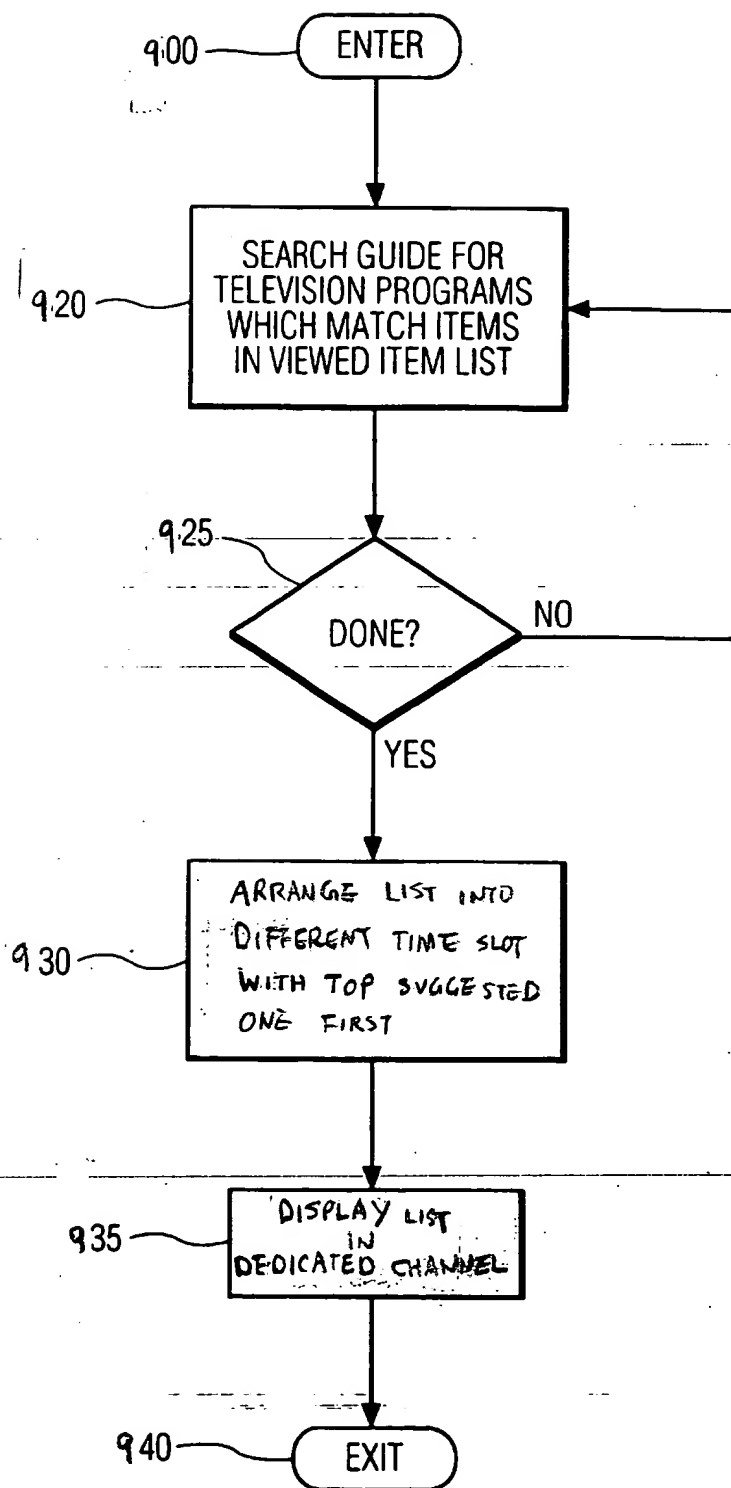 900
ENTER
920
SEARCH GUIDE FOR
TELEVISION PROGRAMS
WHICH MATCH ITEMS
IN VIEWED ITEM LIST
925
DONE?
NO
YES
930
ARRANGE LIST INTO
DIFFERENT TIME SLOT
WITH TOP SUGGESTED
ONE FIRST
935
DISPLAY LIST
IN
DEDICATED CHANNEL
940
EXIT